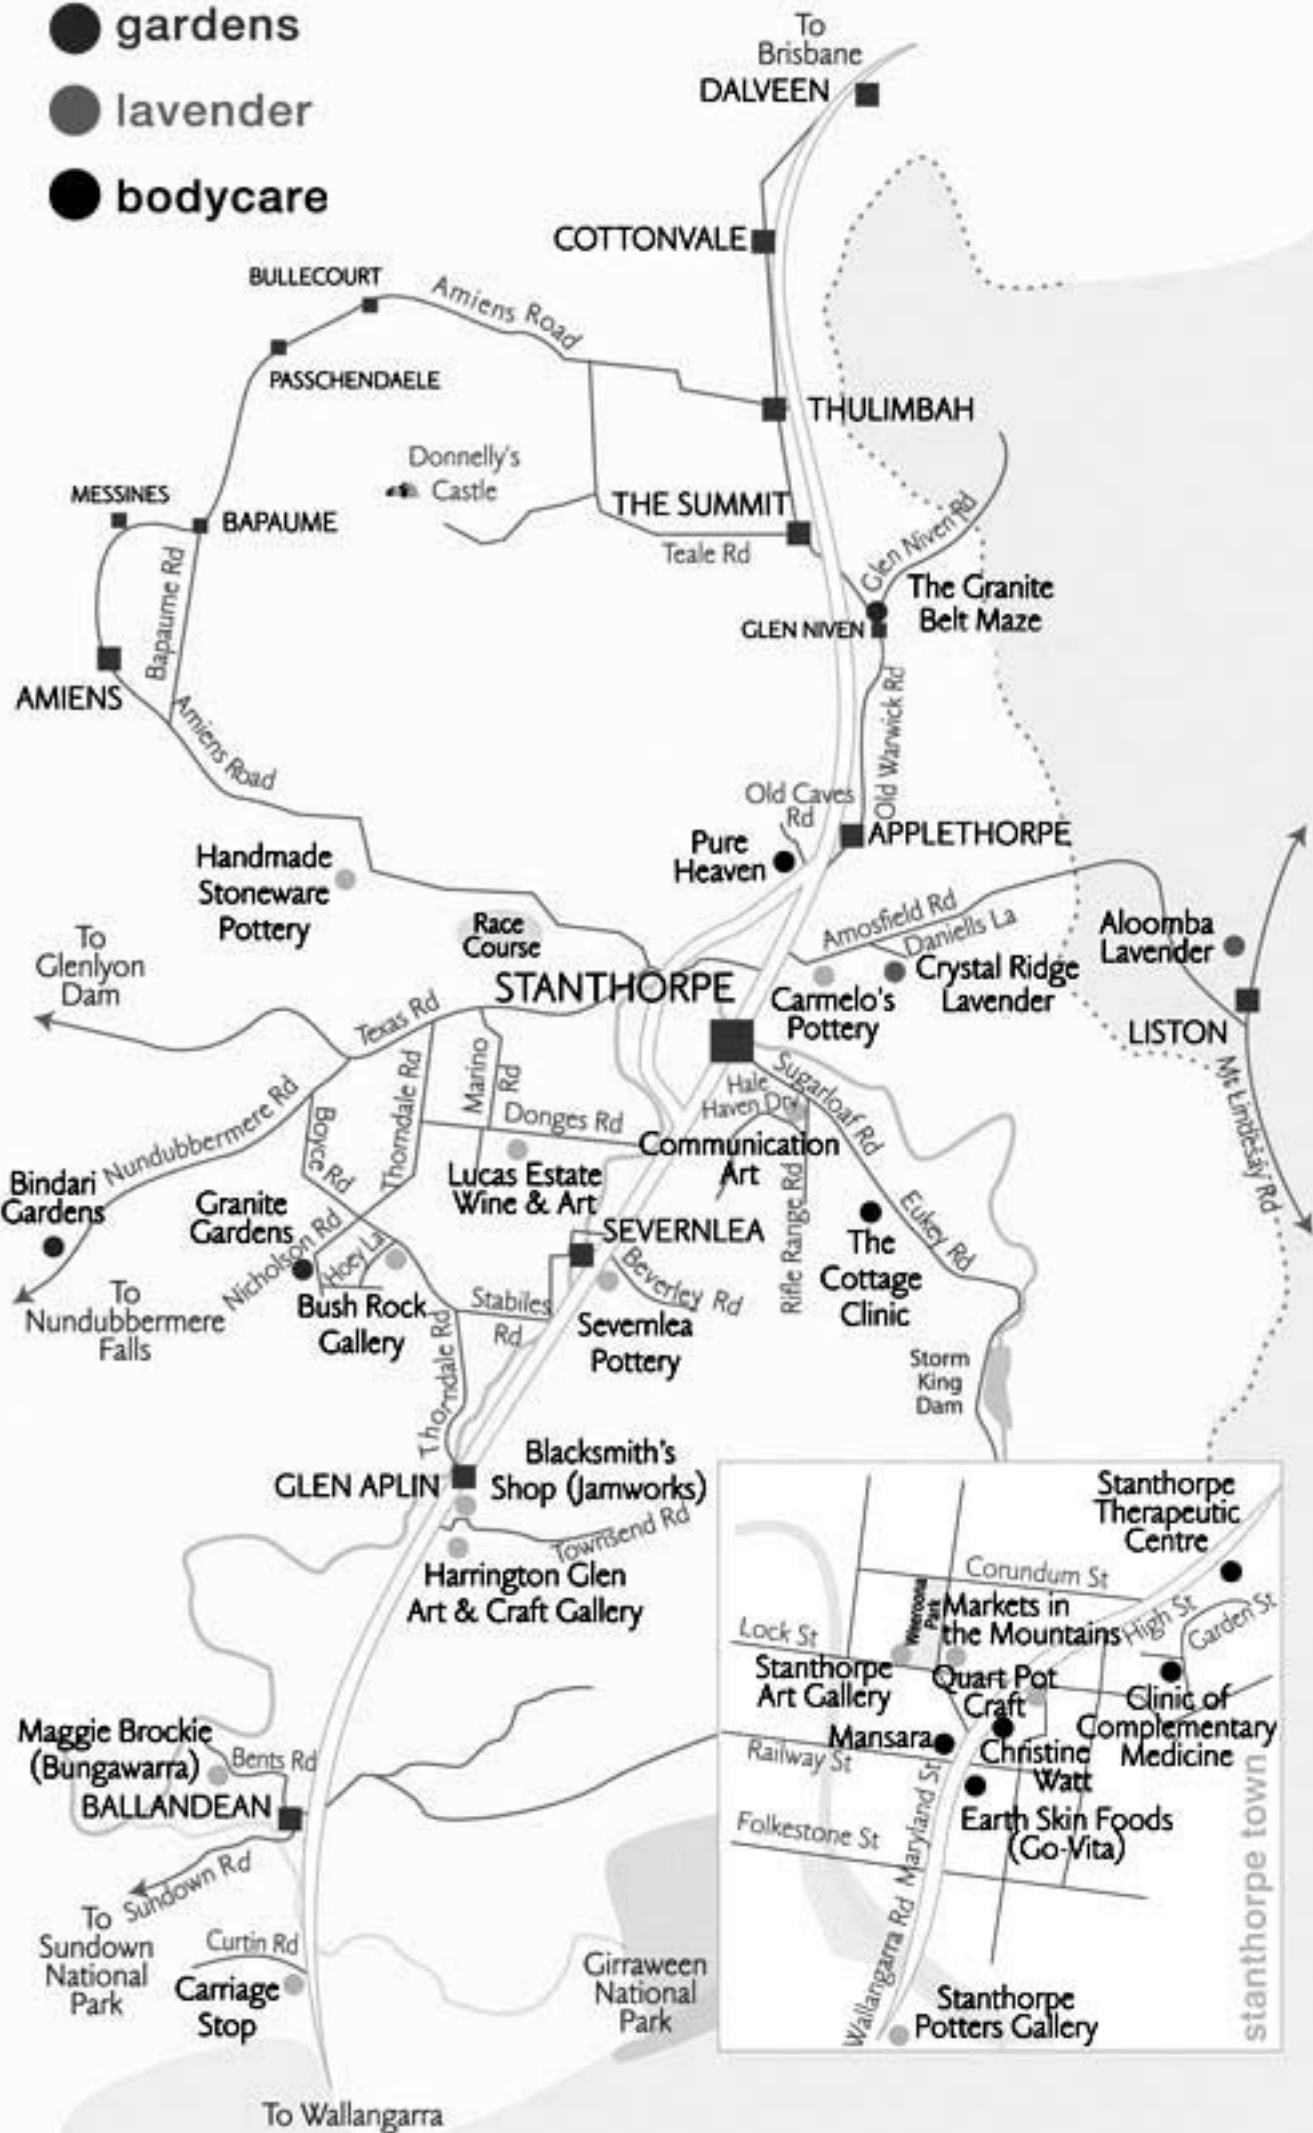 gardens
lavender
bodycare
To
Brisbane
DALVEEN
COTTONVALE
BULLECOURT
Amiens Road
PASSCHENDAELE
THULIMBAH
Donnelly's
Castle
MESSINES
BAPAUME
THE SUMMIT
Teale Rd
Glen Niven Rd
Bapaume Rd
The Granite
Belt Maze
GLEN NIVEN
AMIENS
Amiens Road
Old Warwick Rd
Old Caves
Rd
APPLETHORPE
Pure
Heaven
Handmade
Stoneware
Pottery
Race
Course
Amosfield Rd
Daniells La
Aloomba
Lavender
To
Glenlyon
Dam
STANTHORPE
Crystal Ridge
Lavender
Carmelo's
Pottery
LISTON
Texas Rd
Mt Lindesay Rd
Marino
Rd
Thorndale Rd
Donges Rd
Hale
Haven Drv
Sugarloaf Rd
Nundubbermere Rd
Boyce Rd
Communication
Art
Lucas Estate
Wine & Art
Bindari
Gardens
Granite
Gardens
Nicholson Rd
Hoey La
SEVERNLEA
Rifle Range Rd
Eukey Rd
The
Cottage
Clinic
Beverley Rd
To
Nundubbermere
Falls
Bush Rock
Gallery
Stabiles
Rd
Severnlea
Pottery
Thorndale Rd
Storm
King
Dam
Blacksmith's
Shop (Jamworks)
GLEN APLIN
Townsend Rd
Harrington Glen
Art & Craft Gallery
Stanthorpe
Therapeutic
Centre
Corundum St
Weeroona
Park
Markets in
the Mountains
High St
Garden St
Lock St
Stanthorpe
Art Gallery
Quart Pot
Craft
Clinic of
Complementary
Medicine
Mansara
Railway St
Christine
Watt
Maryland St
Earth Skin Foods
(Go-Vita)
Folkestone St
Wallangarra Rd
Stanthorpe
Potters Gallery
stanthorpe town
Maggie Brockie
(Bungawarra)
Bents Rd
BALLANDEAN
Sundown Rd
To
Sundown
National
Park
Curtin Rd
Carriage
Stop
Girraween
National
Park
To Wallangarra